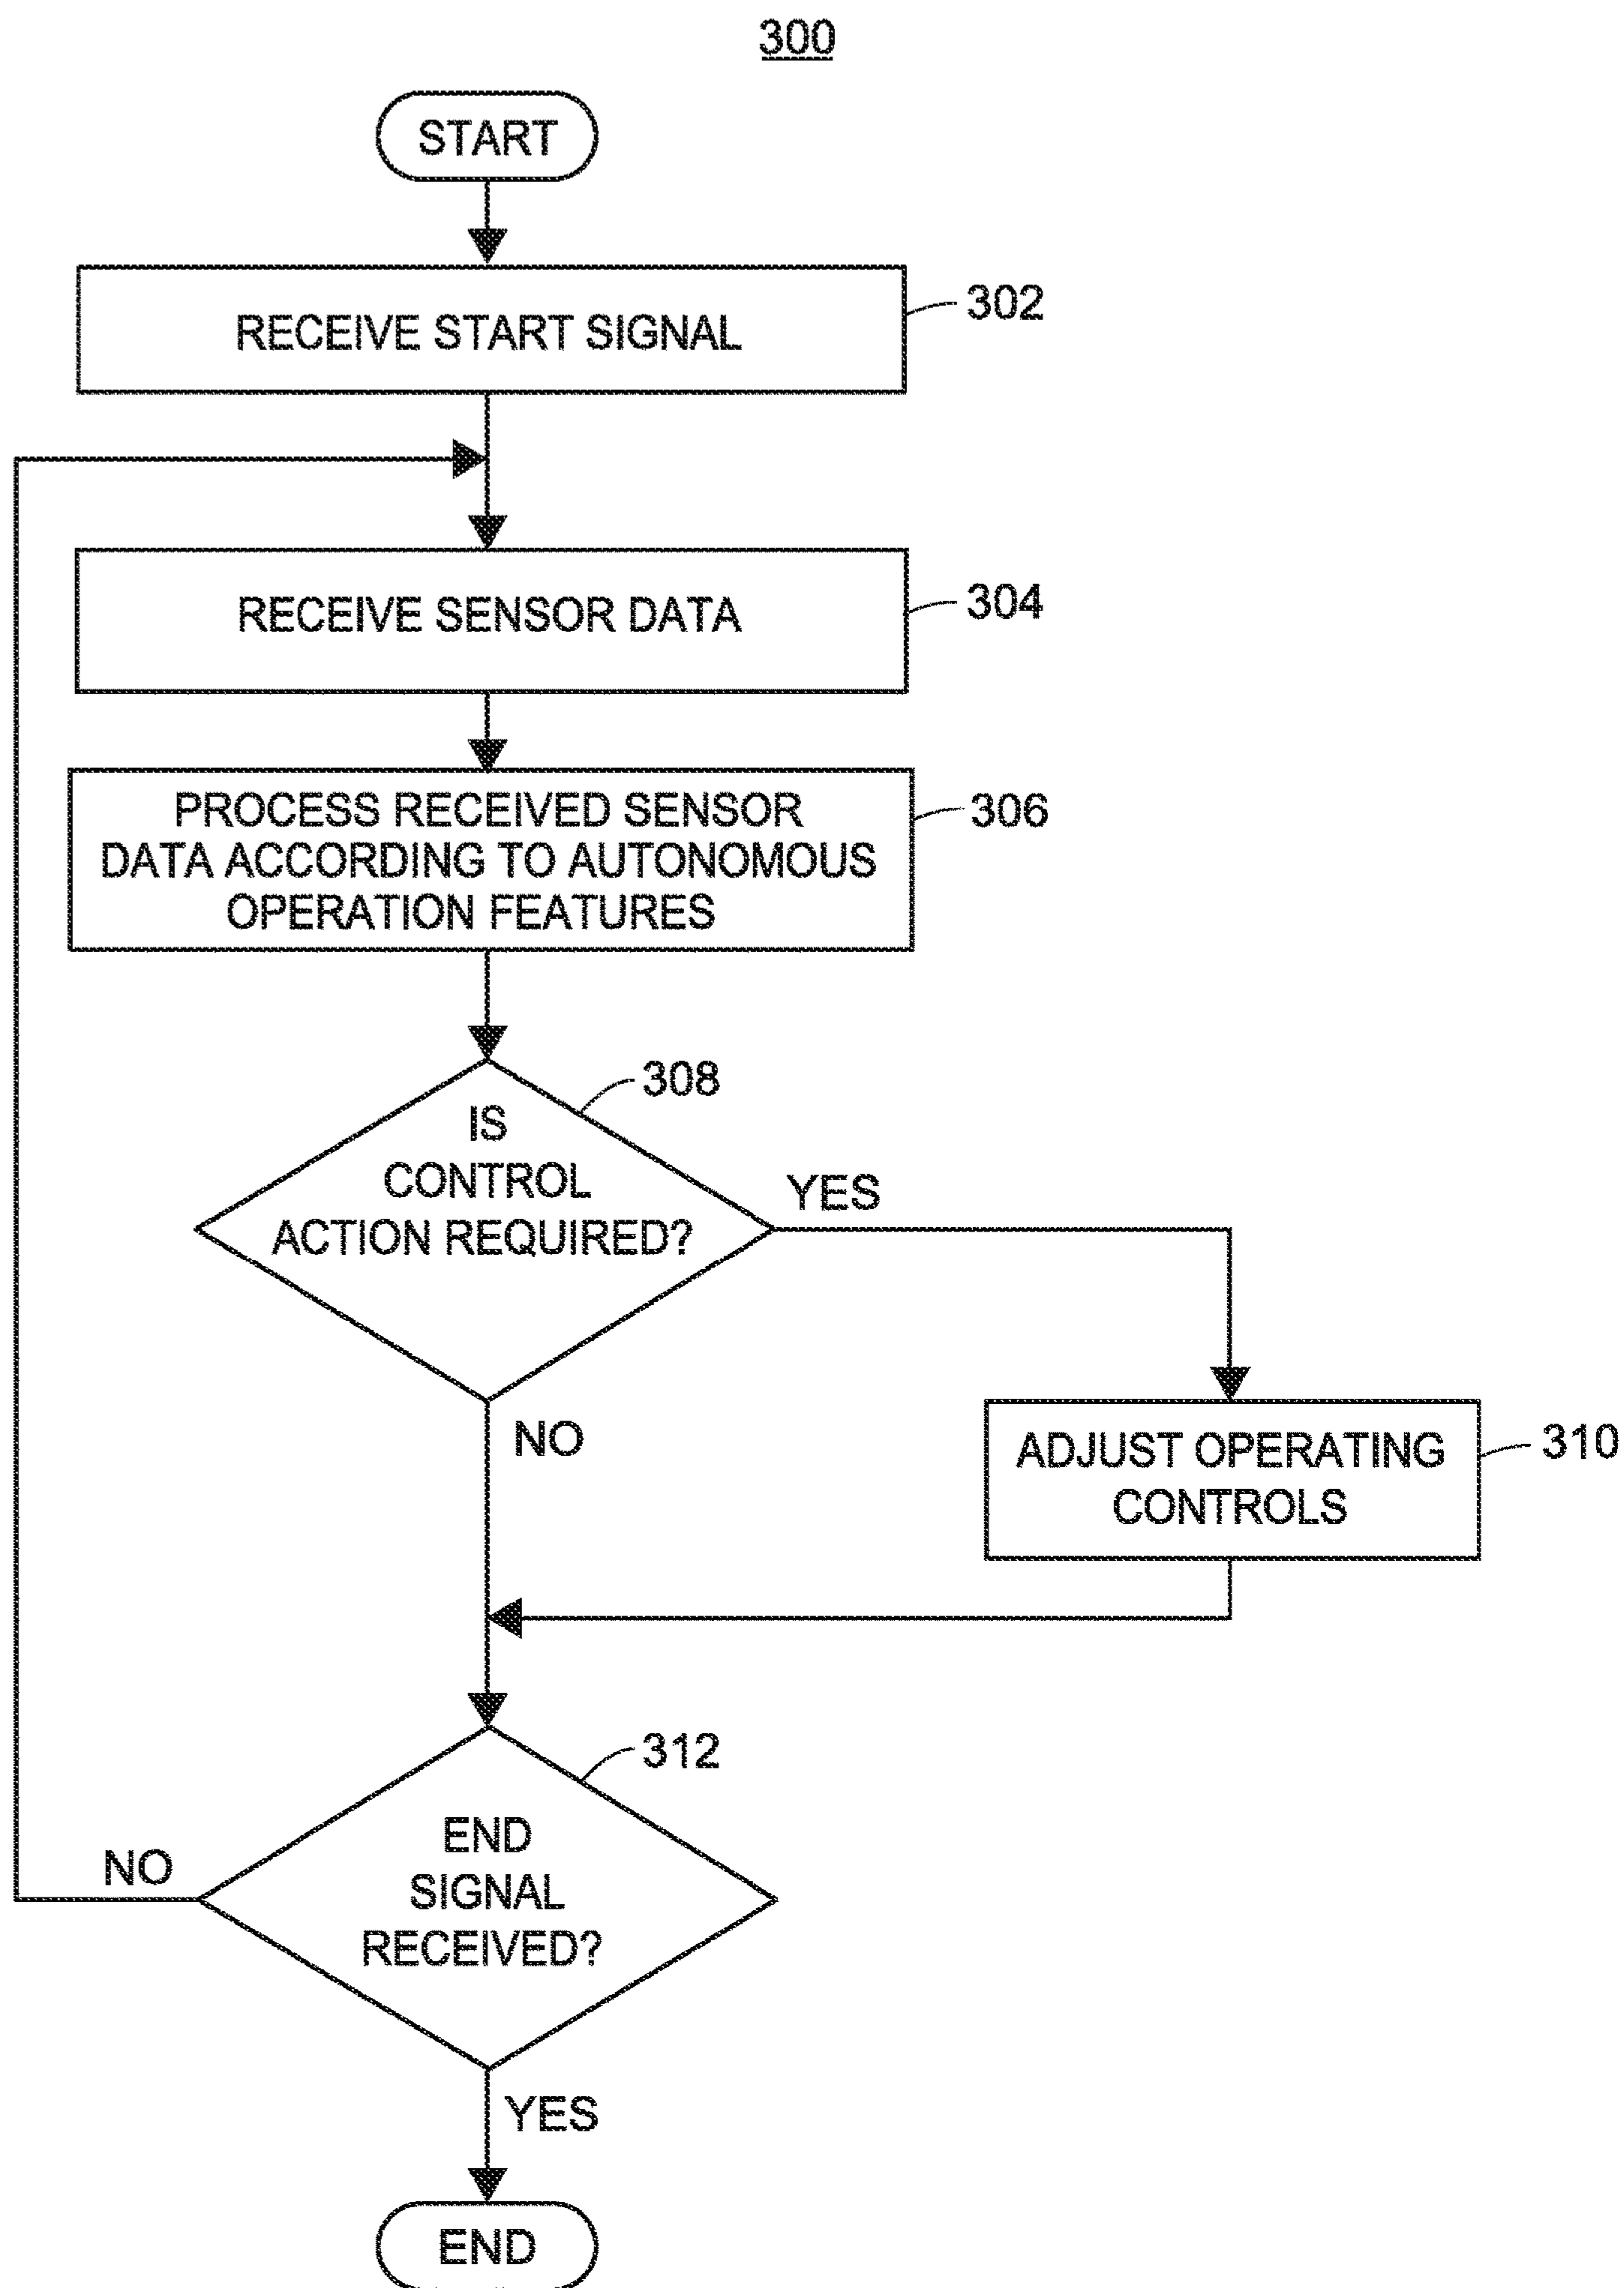 300
START
RECEIVE START SIGNAL
302
RECEIVE SENSOR DATA
304
PROCESS RECEIVED SENSOR
DATA ACCORDING TO AUTONOMOUS
OPERATION FEATURES
306
IS
CONTROL
ACTION REQUIRED?
308
YES
NO
ADJUST OPERATING
CONTROLS
310
END
SIGNAL
RECEIVED?
312
NO
YES
END